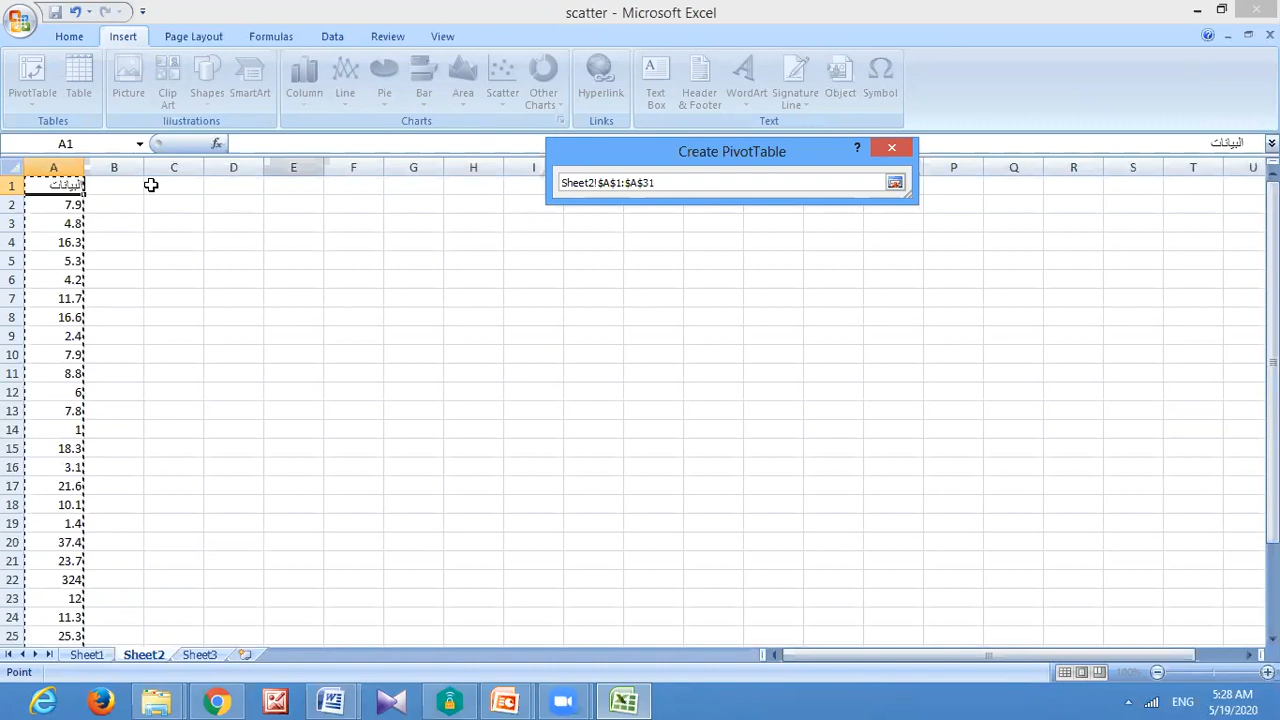 scatter - Microsoft Excel
Home Insert Page Layout Formulas Data Review View
PivotTable Table Picture Clip Art Shapes SmartArt Column Line Pie Bar Area Scatter Other Charts Hyperlink Text Box Header & Footer WordArt Signature Line Object Symbol
Tables Illustrations Charts Links Text
A1 fx البيانات
Create PivotTable ?
Sheet2!$A$1:$A$31
A B C D E F G H I P Q R S T U
1 البيانات
2 7.9
3 4.8
4 16.3
5 5.3
6 4.2
7 11.7
8 16.6
9 2.4
10 7.9
11 8.8
12 6
13 7.8
14 1
15 18.3
16 3.1
17 21.6
18 10.1
19 1.4
20 37.4
21 23.7
22 324
23 12
24 11.3
25 25.3
Sheet1 Sheet2 Sheet3
Point 100%
ENG 5:28 AM
5/19/2020